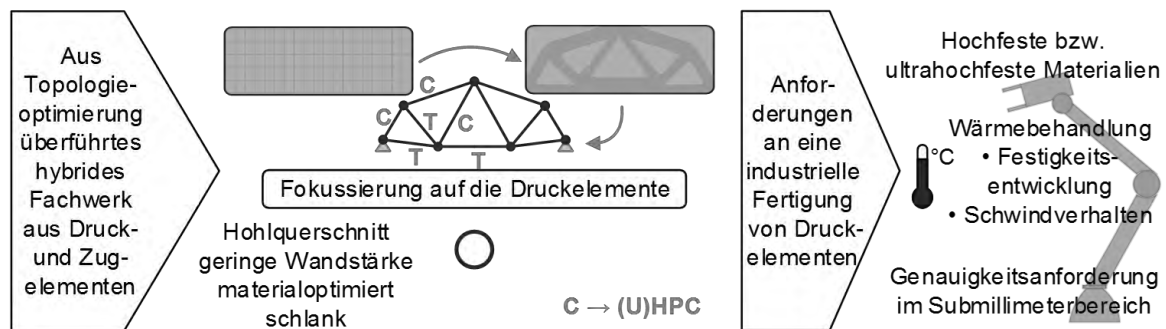 Aus
Topologie-
optimierung
überführtes
hybrides
Fachwerk
aus Druck-
und Zug-
elementen
C
C
T
C
T
T
Fokussierung auf die Druckelemente
Hohlquerschnitt
geringe Wandstärke
materialoptimiert
schlank
C → (U)HPC
Anfor-
derungen
an eine
industrielle
Fertigung
von Druck-
elementen
Hochfeste bzw.
ultrahochfeste Materialien
°C
Wärmebehandlung
• Festigkeits-
entwicklung
• Schwindverhalten
Genauigkeitsanforderung
im Submillimeterbereich